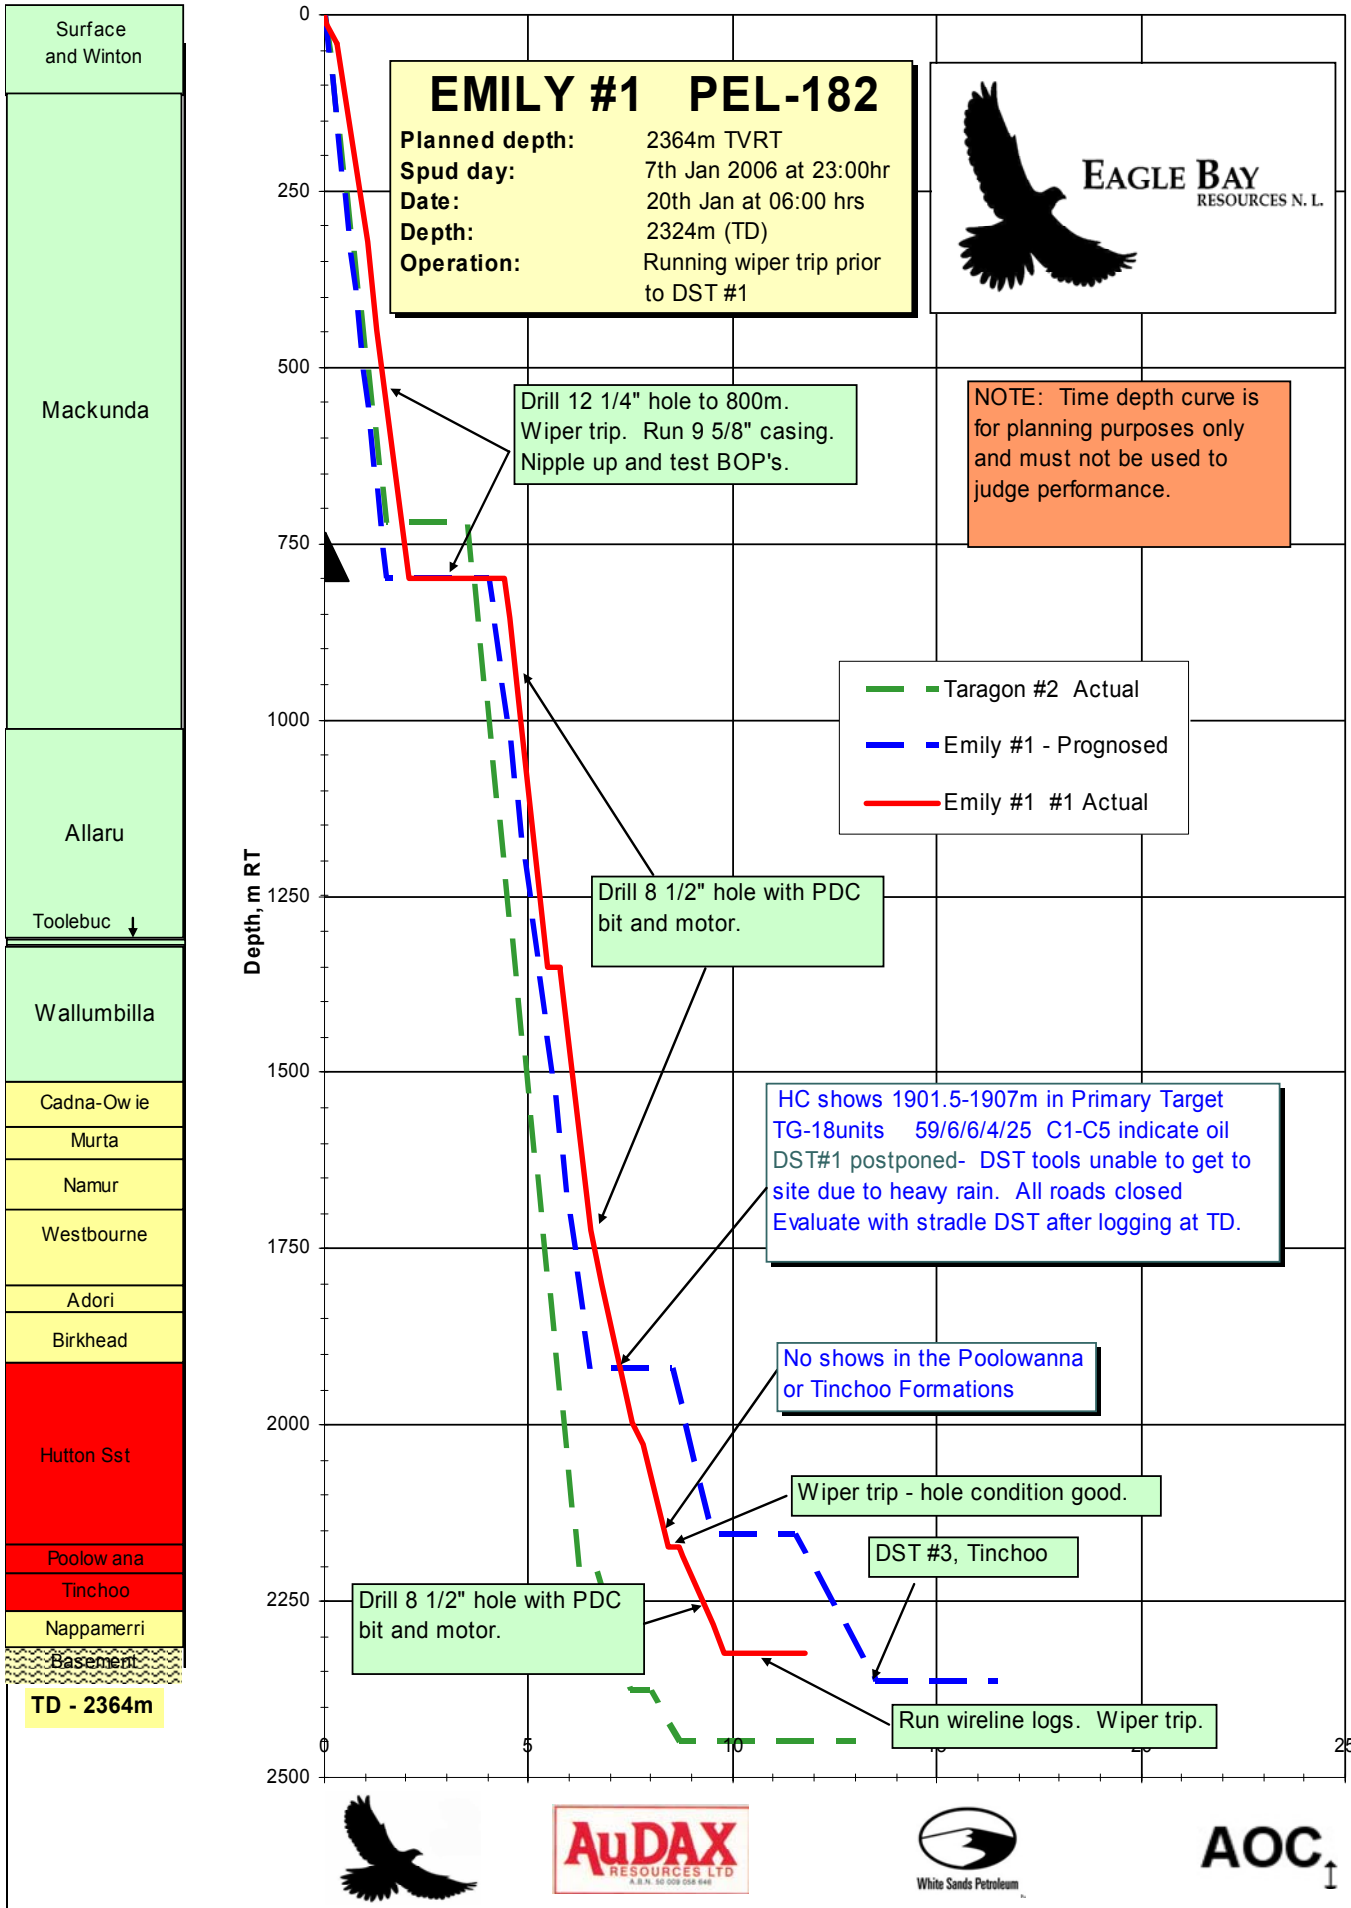 Surface
and Winton
Mackunda
Allaru
Toolebuc
Wallumbilla
Cadna-Owie
Murta
Namur
Westbourne
Adori
Birkhead
Hutton Sst
Poolowana
Tinchoo
Nappamerri
Basement
TD - 2364m
Depth, m RT
0
250
500
750
1000
1250
1500
1750
2000
2250
2500
EMILY #1 PEL-182
Planned depth: 2364m TVRT
Spud day: 7th Jan 2006 at 23:00hr
Date: 20th Jan at 06:00 hrs
Depth: 2324m (TD)
Operation: Running wiper trip prior
to DST #1
EAGLE BAY
RESOURCES N. L.
Drill 12 1/4" hole to 800m.
Wiper trip. Run 9 5/8" casing.
Nipple up and test BOP's.
NOTE: Time depth curve is
for planning purposes only
and must not be used to
judge performance.
Taragon #2 Actual
Emily #1 - Prognosed
Emily #1 #1 Actual
Drill 8 1/2" hole with PDC
bit and motor.
HC shows 1901.5-1907m in Primary Target
TG-18units 59/6/6/4/25 C1-C5 indicate oil
DST#1 postponed- DST tools unable to get to
site due to heavy rain. All roads closed
Evaluate with stradle DST after logging at TD.
No shows in the Poolowanna
or Tinchoo Formations
Wiper trip - hole condition good.
DST #3, Tinchoo
Drill 8 1/2" hole with PDC
bit and motor.
Run wireline logs. Wiper trip.
0 5 10 15 20 25
AuDAX
RESOURCES LTD
A.B.N. 50 009 058 646
White Sands Petroleum
AOC